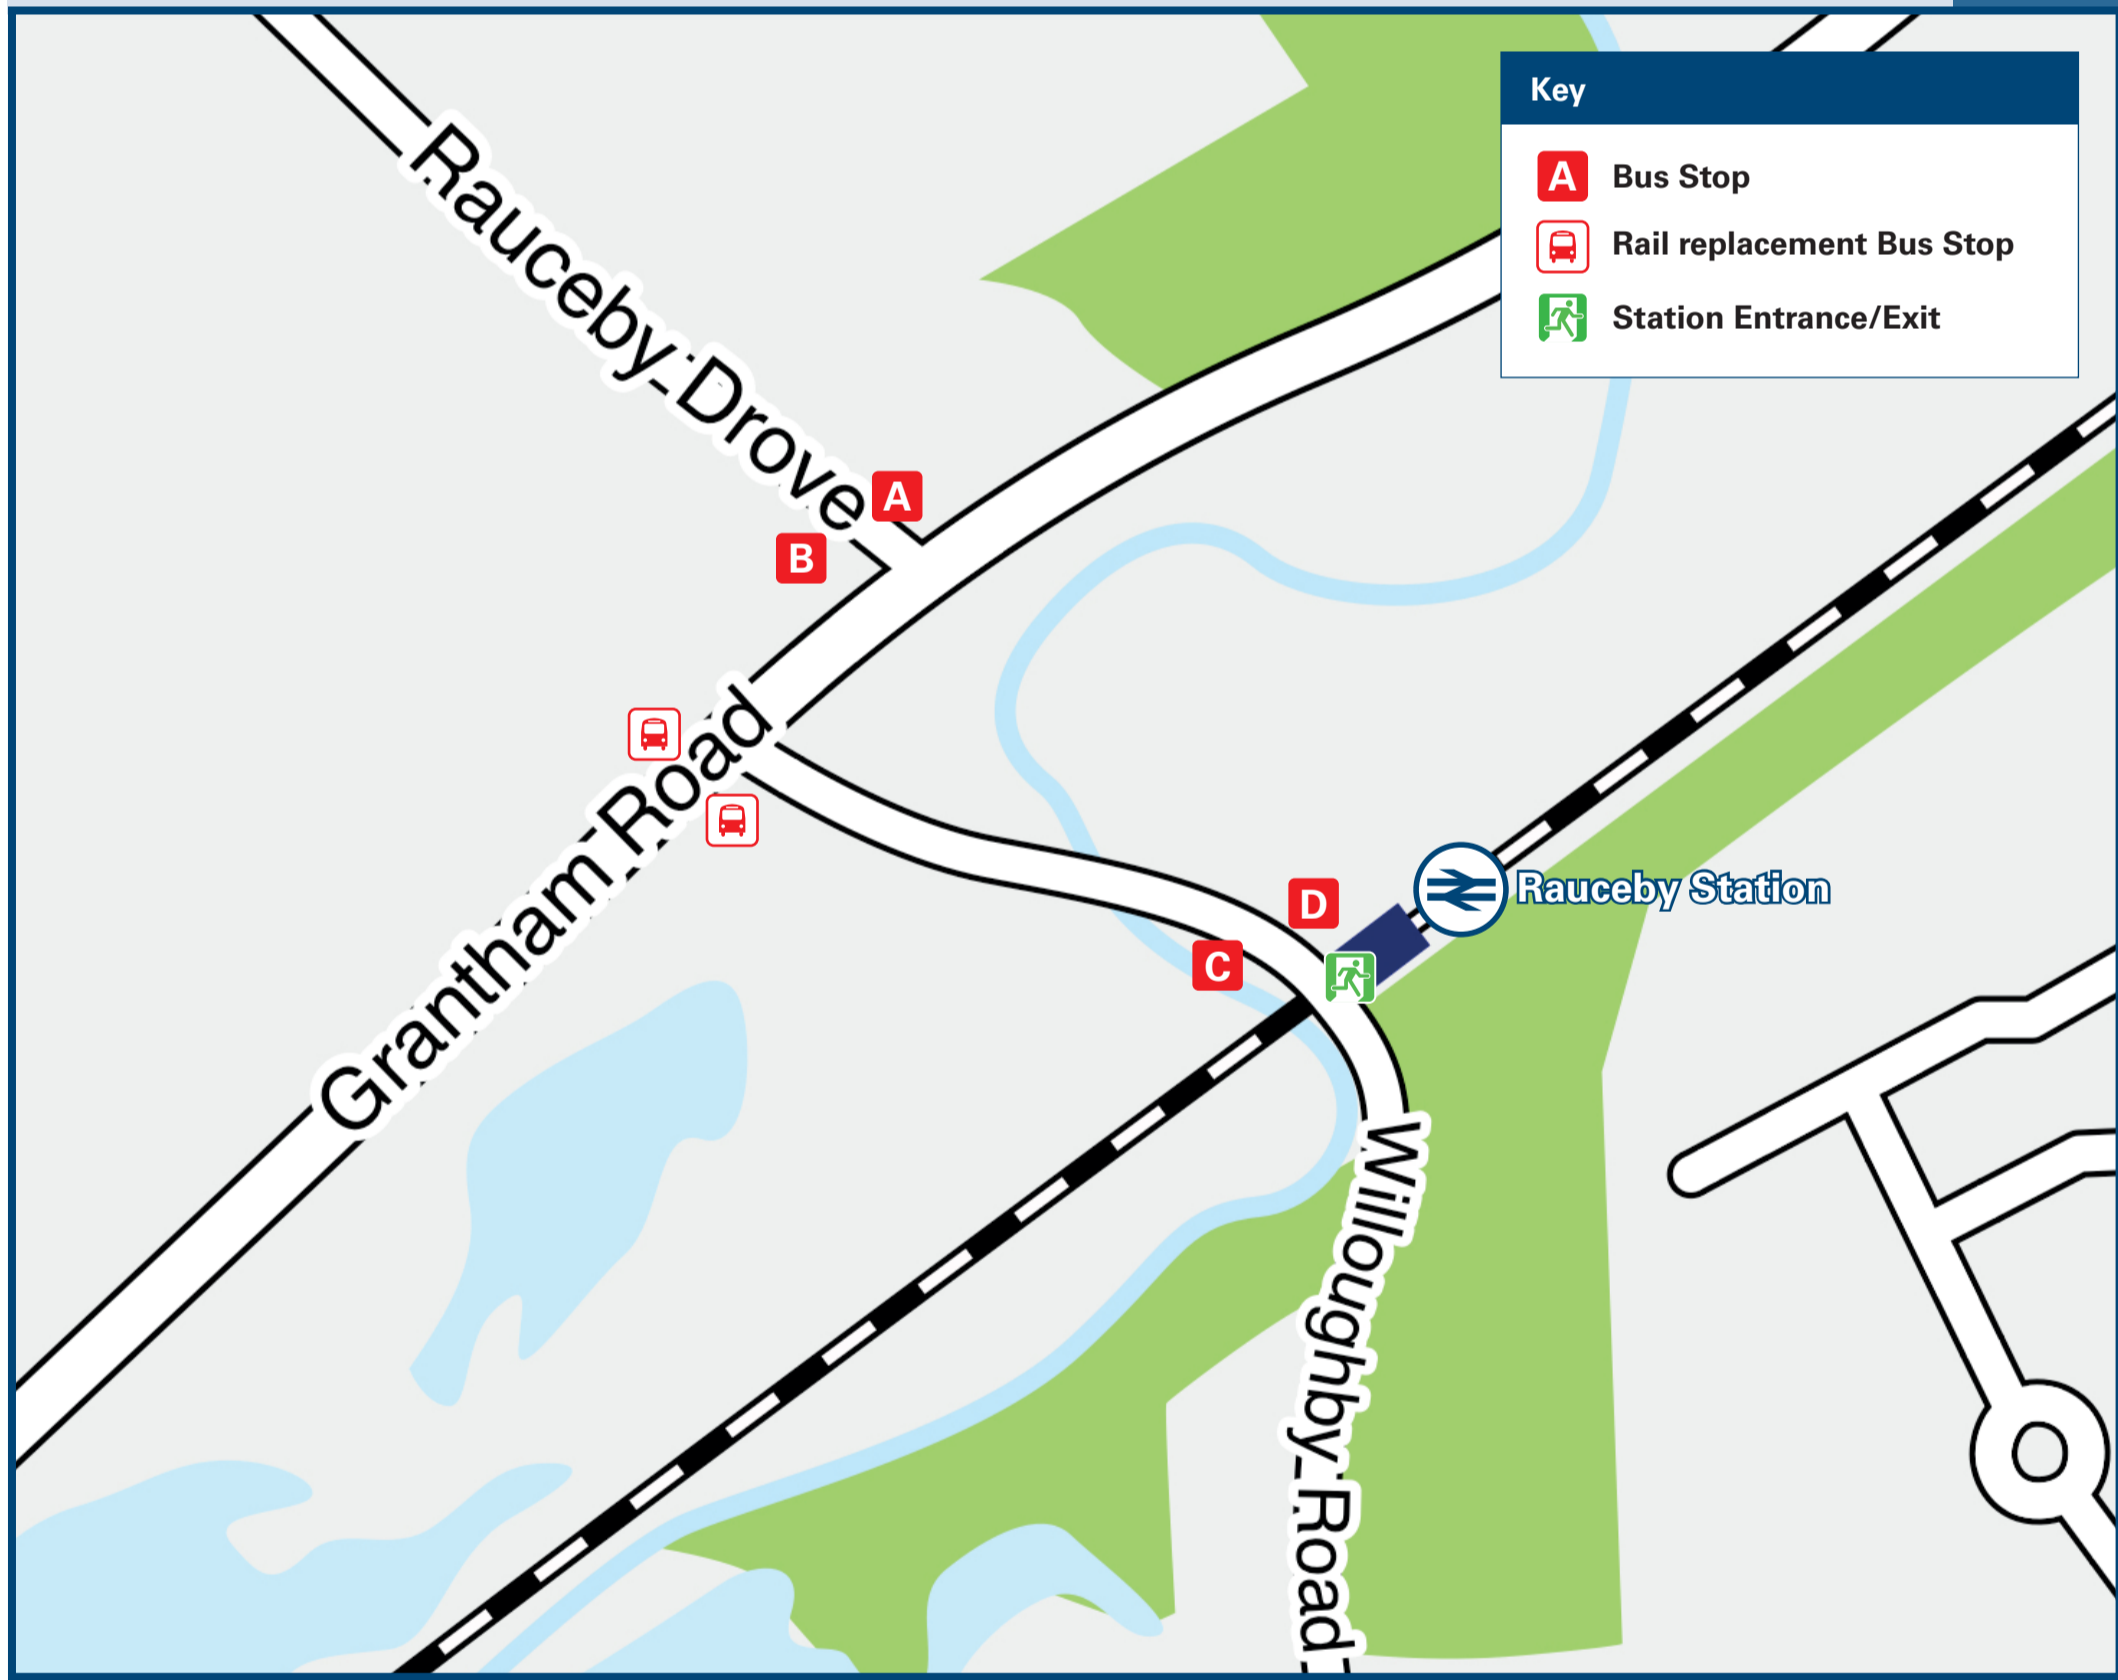 Key
A Bus Stop
Rail replacement Bus Stop
Station Entrance/Exit
Rauceby Drove
A
B
Grantham Road
D
C
Rauceby Station
Willoughby Road